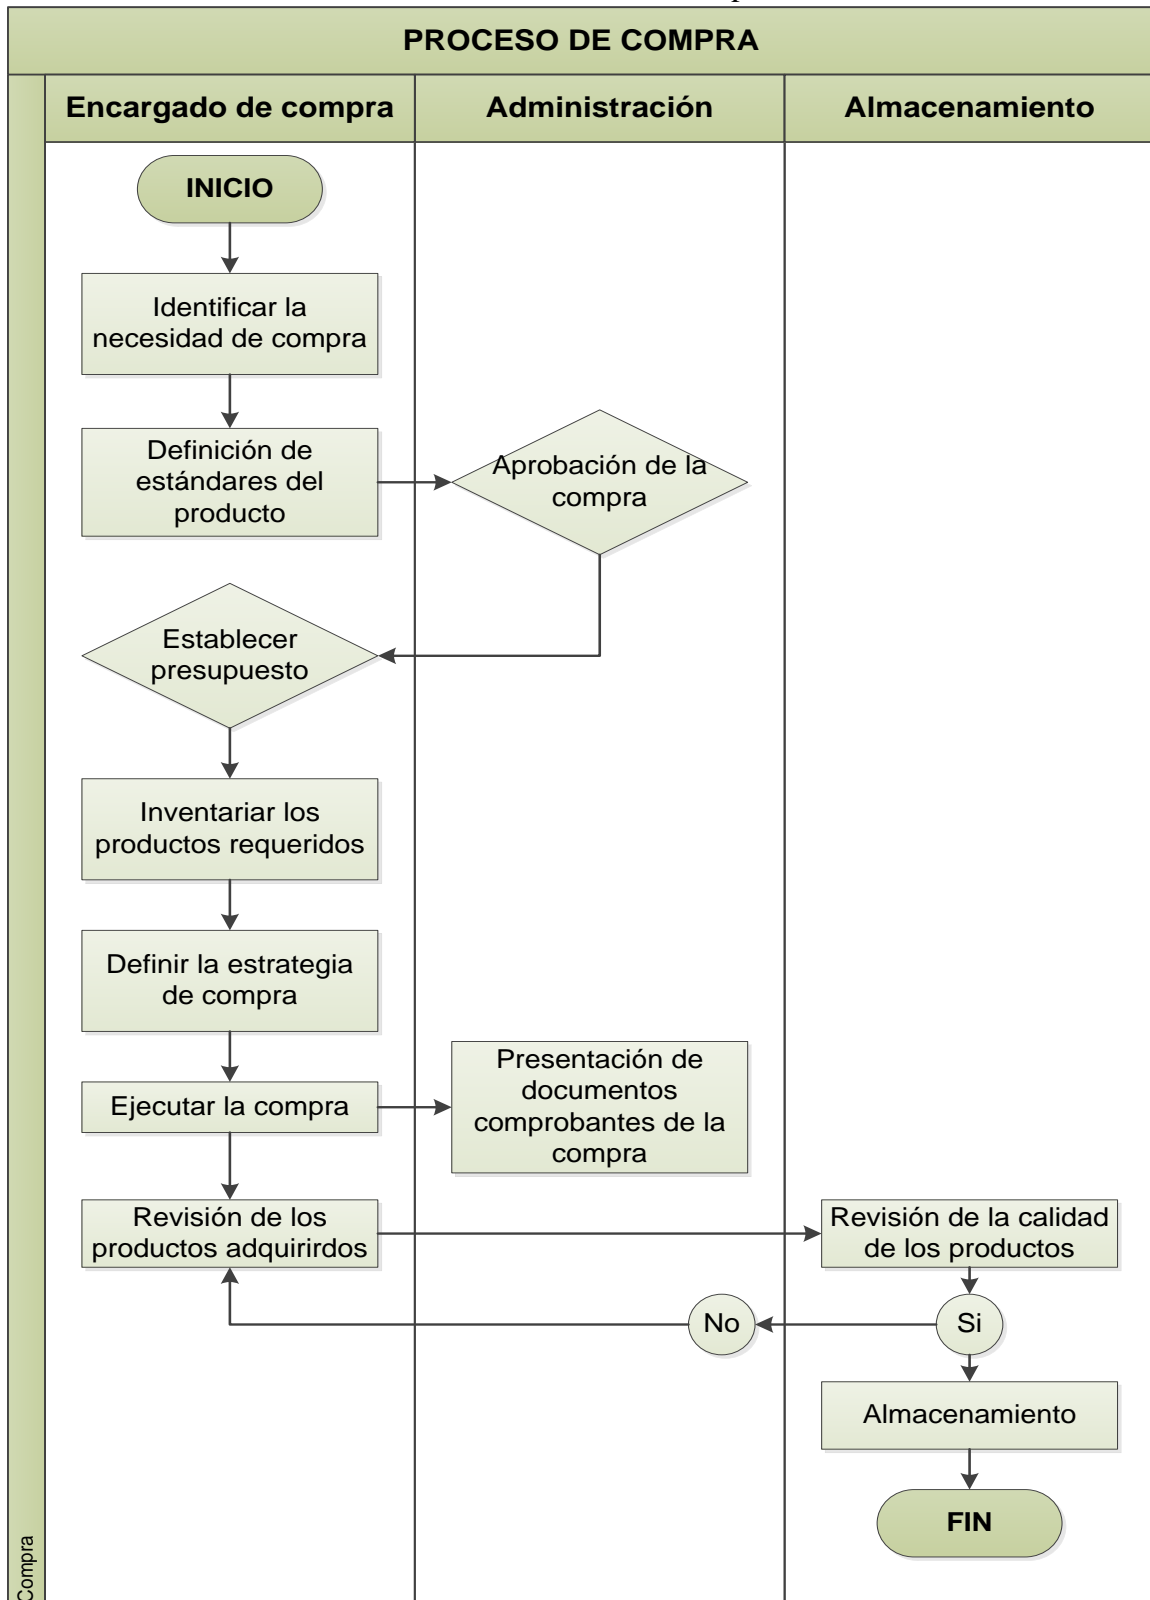 PROCESO DE COMPRA
Encargado de compra
Administración
Almacenamiento
INICIO
Identificar la
necesidad de compra
Definición de
estándares del
producto
Aprobación de la
compra
Establecer
presupuesto
Inventariar los
productos requeridos
Definir la estrategia
de compra
Ejecutar la compra
Presentación de
documentos
comprobantes de la
compra
Revisión de los
productos adquirirdos
Revisión de la calidad
de los productos
No
Si
Almacenamiento
FIN
Compra